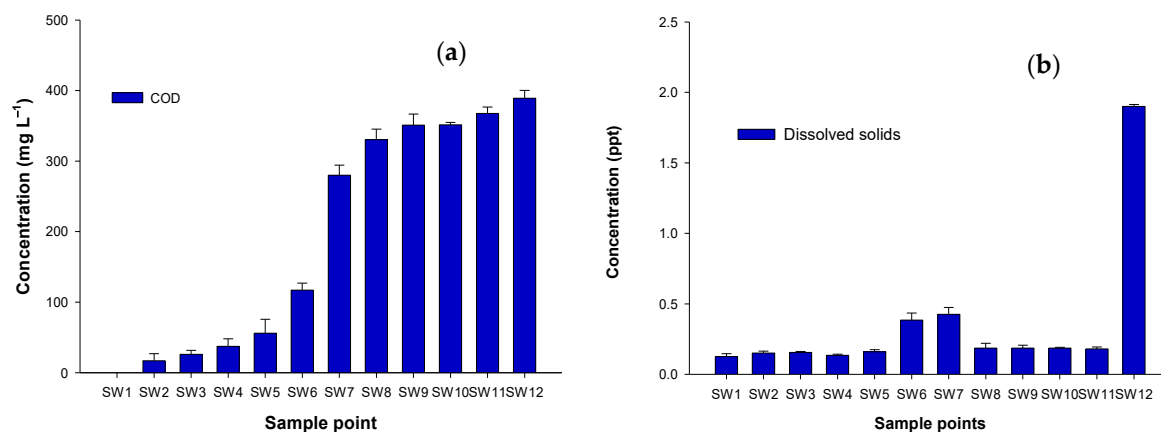 (a)
COD
Concentration (mg L⁻¹)
500
400
300
200
100
0
SW1 SW2 SW3 SW4 SW5 SW6 SW7 SW8 SW9 SW10 SW11 SW12
Sample point
(b)
Dissolved solids
Concentration (ppt)
2.5
2.0
1.5
1.0
0.5
0.0
SW1 SW2 SW3 SW4 SW5 SW6 SW7 SW8 SW9 SW10 SW11 SW12
Sample points